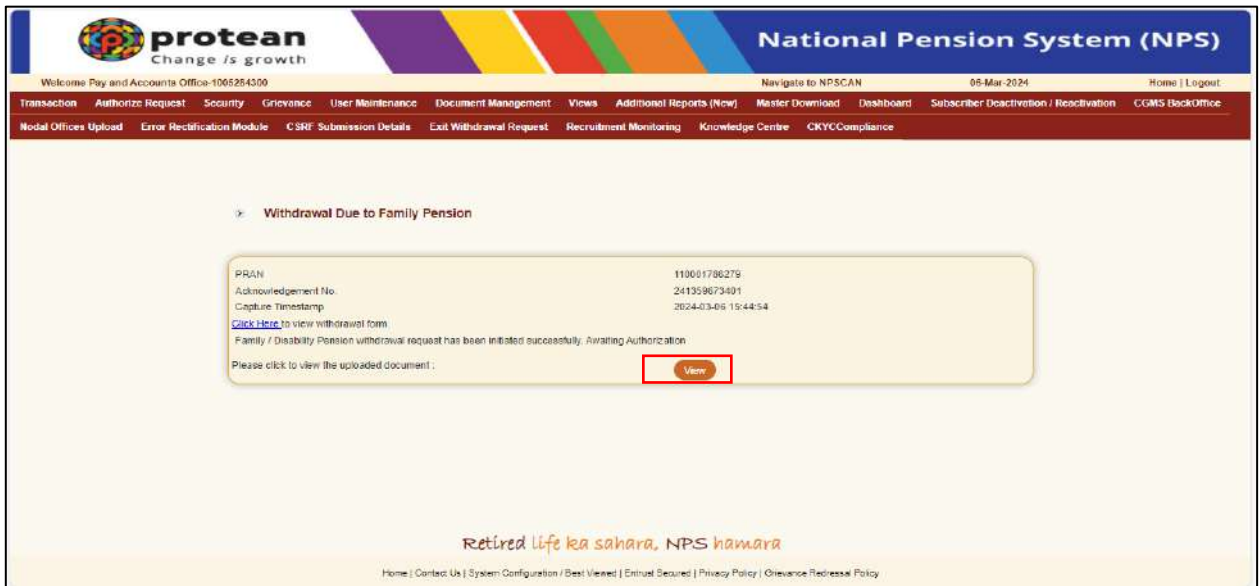 protean
Change is growth
National Pension System (NPS)
Welcome Pay and Accounts Office-1005284300 Navigate to NPSCAN 06-Mar-2024 Home | Logout
Transaction Authorize Request Security Grievance User Maintenance Document Management Views Additional Reports (New) Master Download Dashboard Subscriber Deactivation / Reactivation CGMS BackOffice
Nodal Offices Upload Error Rectification Module CSRF Submission Details Exit Withdrawal Request Recruitment Monitoring Knowledge Centre CKYCCompliance
Withdrawal Due to Family Pension
PRAN 110081786279
Acknowledgement No. 241359673401
Capture Timestamp 2024-03-06 15:44:54
Click Here to view withdrawal form
Family / Disability Pension withdrawal request has been initiated successfully. Awaiting Authorization
Please click to view the uploaded document : View
Retired life ka sahara, NPS hamara
Home | Contact Us | System Configuration / Best Viewed | Entrust Secured | Privacy Policy | Grievance Redressal Policy